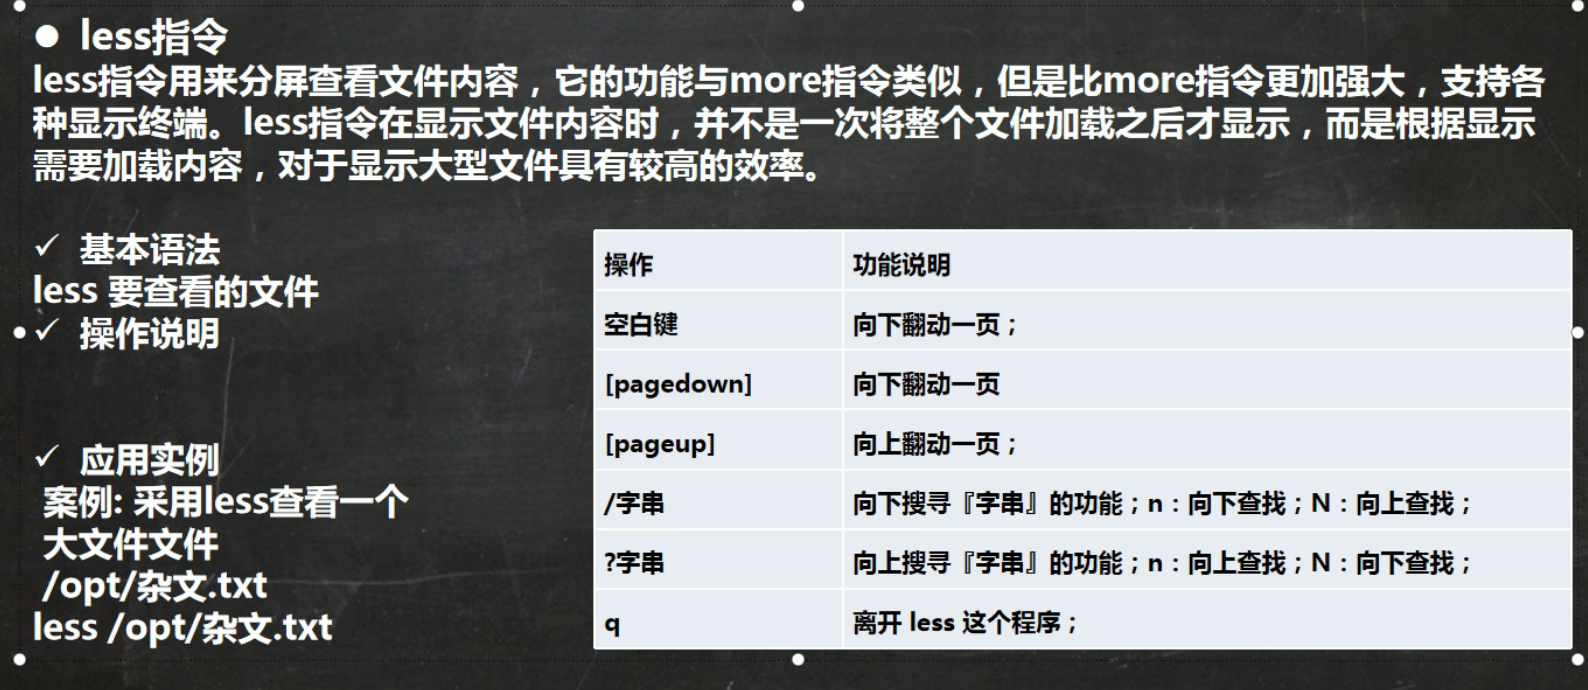 ● less指令
less指令用来分屏查看文件内容，它的功能与more指令类似，但是比more指令更加强大，支持各
种显示终端。less指令在显示文件内容时，并不是一次将整个文件加载之后才显示，而是根据显示
需要加载内容，对于显示大型文件具有较高的效率。
✓ 基本语法
less 要查看的文件
✓ 操作说明
✓ 应用实例
案例: 采用less查看一个
大文件文件
/opt/杂文.txt
less /opt/杂文.txt
操作 功能说明
空白键 向下翻动一页；
[pagedown] 向下翻动一页
[pageup] 向上翻动一页；
/字串 向下搜寻『字串』的功能；n：向下查找；N：向上查找；
?字串 向上搜寻『字串』的功能；n：向上查找；N：向下查找；
q 离开 less 这个程序；